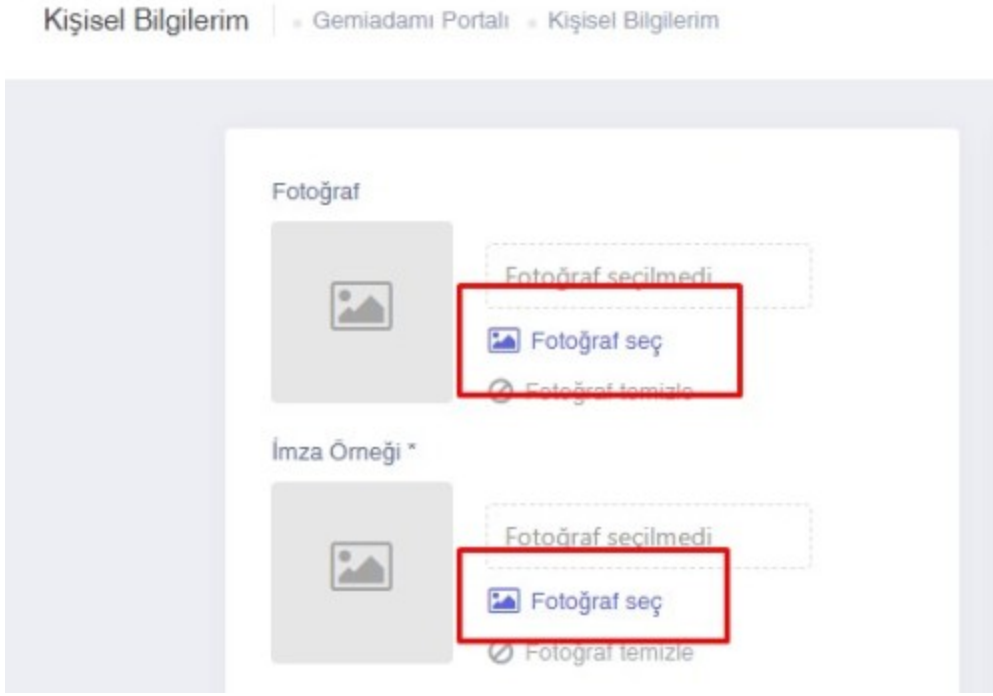 Kişisel Bilgilerim Gemiadamı Portalı Kişisel Bilgilerim
Fotoğraf
Fotoğraf seçilmedi
Fotoğraf seç
Fotoğraf temizle
İmza Örneği *
Fotoğraf seçilmedi
Fotoğraf seç
Fotoğraf temizle